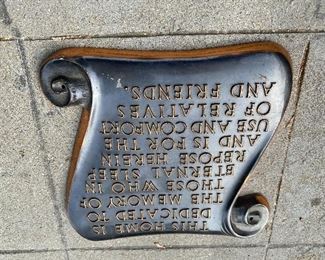 THIS HOME IS
DEDICATED TO
THE MEMORY OF
THOSE WHO IN
ETERNAL SLEEP
REPOSE HEREIN
AND IS FOR THE
USE AND COMFORT
OF RELATIVES
AND FRIENDS.